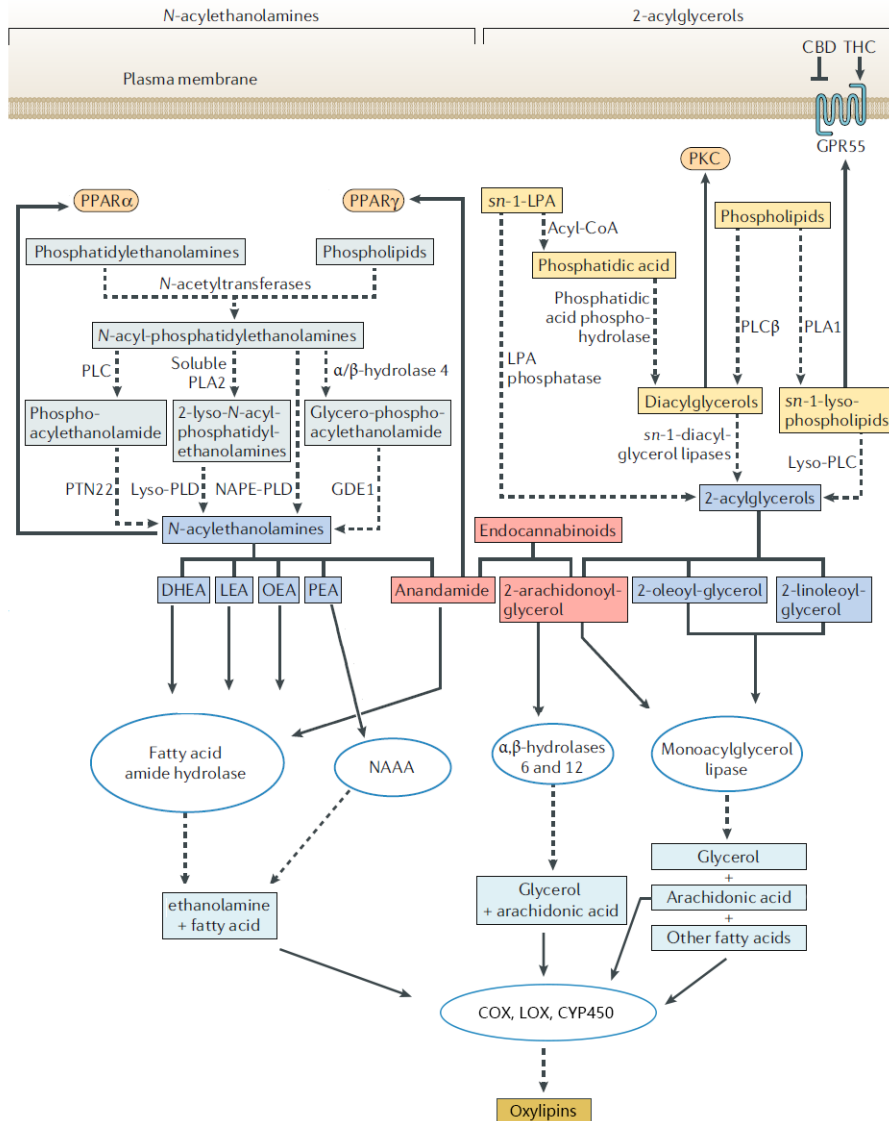 N-acylethanolamines
2-acylglycerols
CBD THC
Plasma membrane
GPR55
PKC
PPARα
PPARγ
sn-1-LPA
Phospholipids
Acyl-CoA
Phosphatidylethanolamines
Phospholipids
Phosphatidic acid
N-acetyltransferases
Phosphatidic
acid phospho-
hydrolase
N-acyl-phosphatidylethanolamines
PLCβ
PLA1
PLC
Soluble
PLA2
α/β-hydrolase 4
LPA
phosphatase
Phospho-
acylethanolamide
2-lyso-N-acyl-
phosphatidyl-
ethanolamines
Glycero-phospho-
acylethanolamide
Diacylglycerols
sn-1-lyso-
phospholipids
sn-1-diacyl-
glycerol lipases
Lyso-PLC
PTN22
Lyso-PLD
NAPE-PLD
GDE1
2-acylglycerols
N-acylethanolamines
Endocannabinoids
DHEA
LEA
OEA
PEA
Anandamide
2-arachidonoyl-
glycerol
2-oleoyl-glycerol
2-linoleoyl-
glycerol
Fatty acid
amide hydrolase
NAAA
α,β-hydrolases
6 and 12
Monoacylglycerol
lipase
Glycerol
+
Arachidonic acid
+
Other fatty acids
ethanolamine
+ fatty acid
Glycerol
+ arachidonic acid
COX, LOX, CYP450
Oxylipins